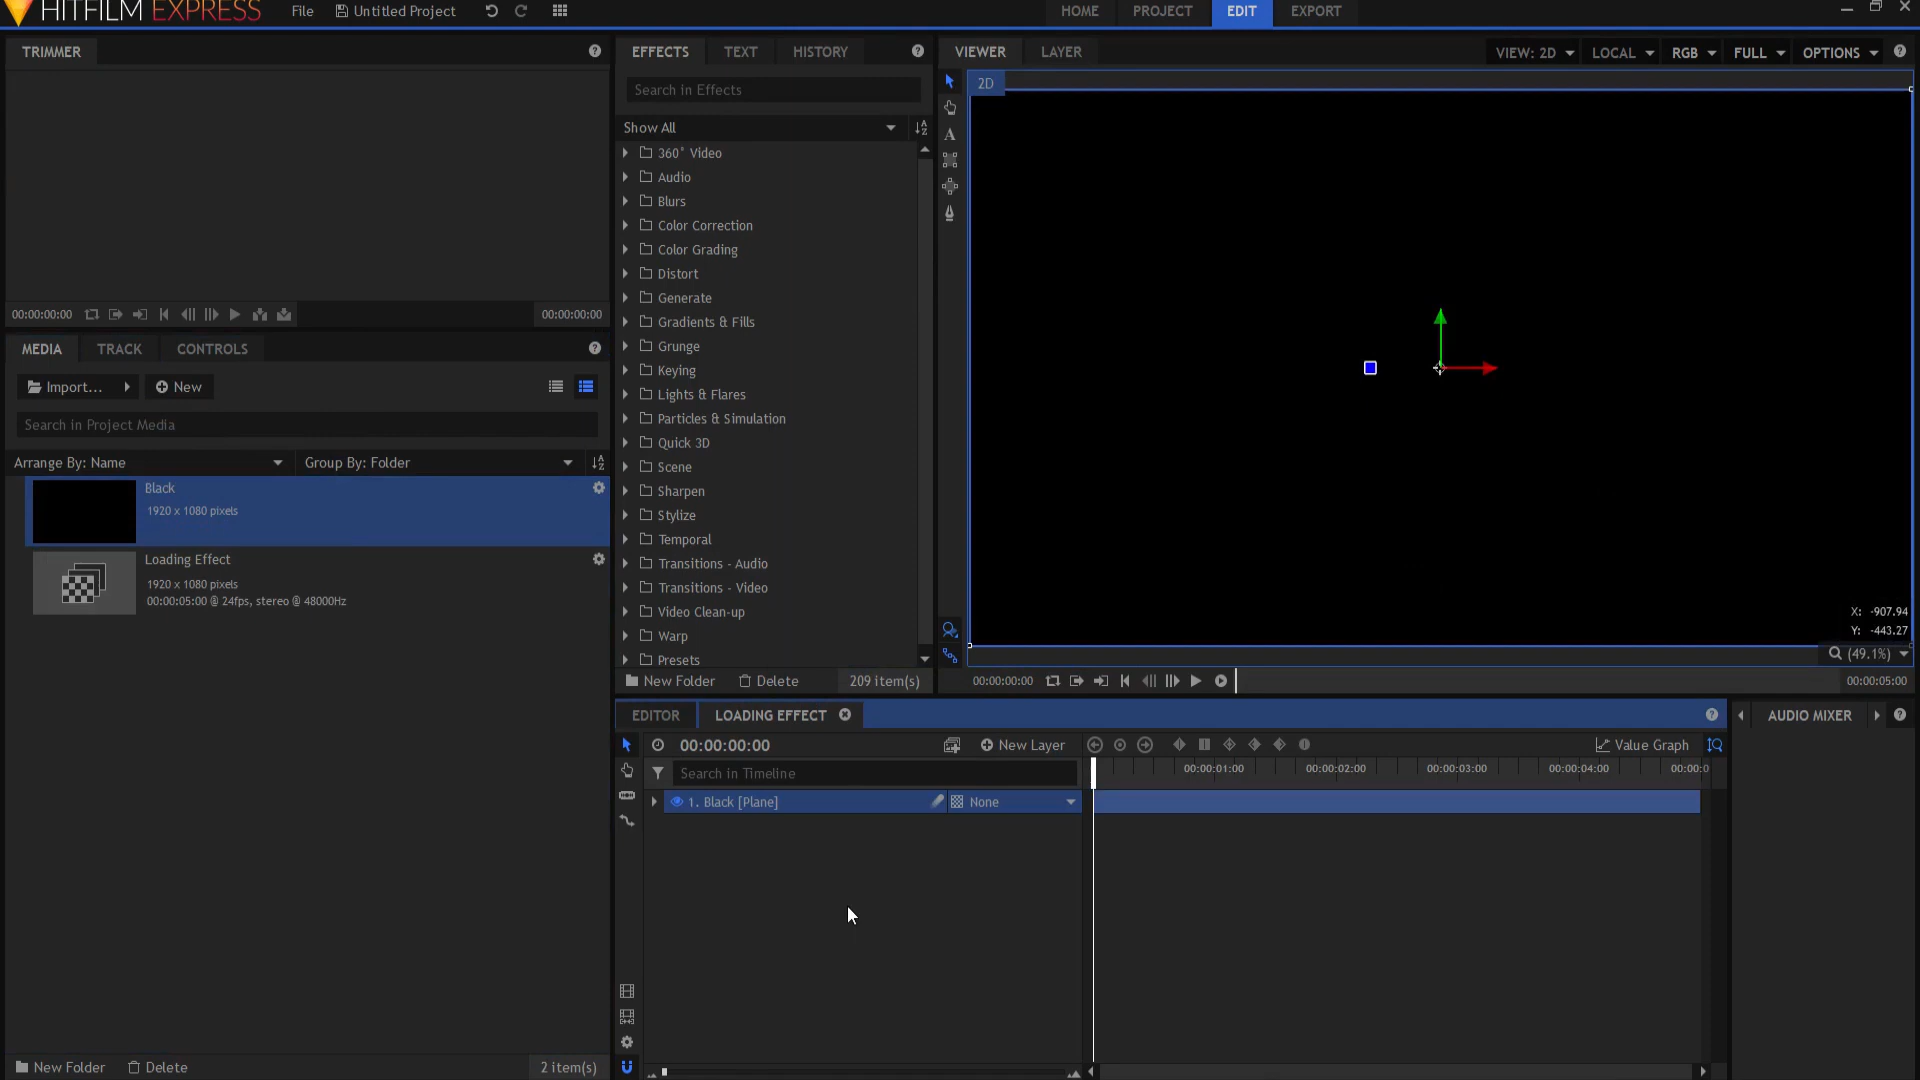 HITFILM EXPRESS
File
Untitled Project
HOME
PROJECT
EDIT
EXPORT
TRIMMER
00:00:00:00
00:00:00:00
MEDIA
TRACK
CONTROLS
Import...
New
Search in Project Media
Arrange By: Name
Group By: Folder
Black
1920 x 1080 pixels
Loading Effect
1920 x 1080 pixels
00:00:05:00 @ 24fps, stereo @ 48000Hz
New Folder
Delete
2 item(s)
EFFECTS
TEXT
HISTORY
Search in Effects
Show All
360° Video
Audio
Blurs
Color Correction
Color Grading
Distort
Generate
Gradients & Fills
Grunge
Keying
Lights & Flares
Particles & Simulation
Quick 3D
Scene
Sharpen
Stylize
Temporal
Transitions - Audio
Transitions - Video
Video Clean-up
Warp
Presets
New Folder
Delete
209 item(s)
VIEWER
LAYER
VIEW: 2D
LOCAL
RGB
FULL
OPTIONS
2D
A
X: -907.94
Y: -443.27
(49.1%)
00:00:00:00
00:00:05:00
EDITOR
LOADING EFFECT
00:00:00:00
New Layer
Value Graph
Search in Timeline
00:00:01:00
00:00:02:00
00:00:03:00
00:00:04:00
00:00:0
1. Black [Plane]
None
AUDIO MIXER